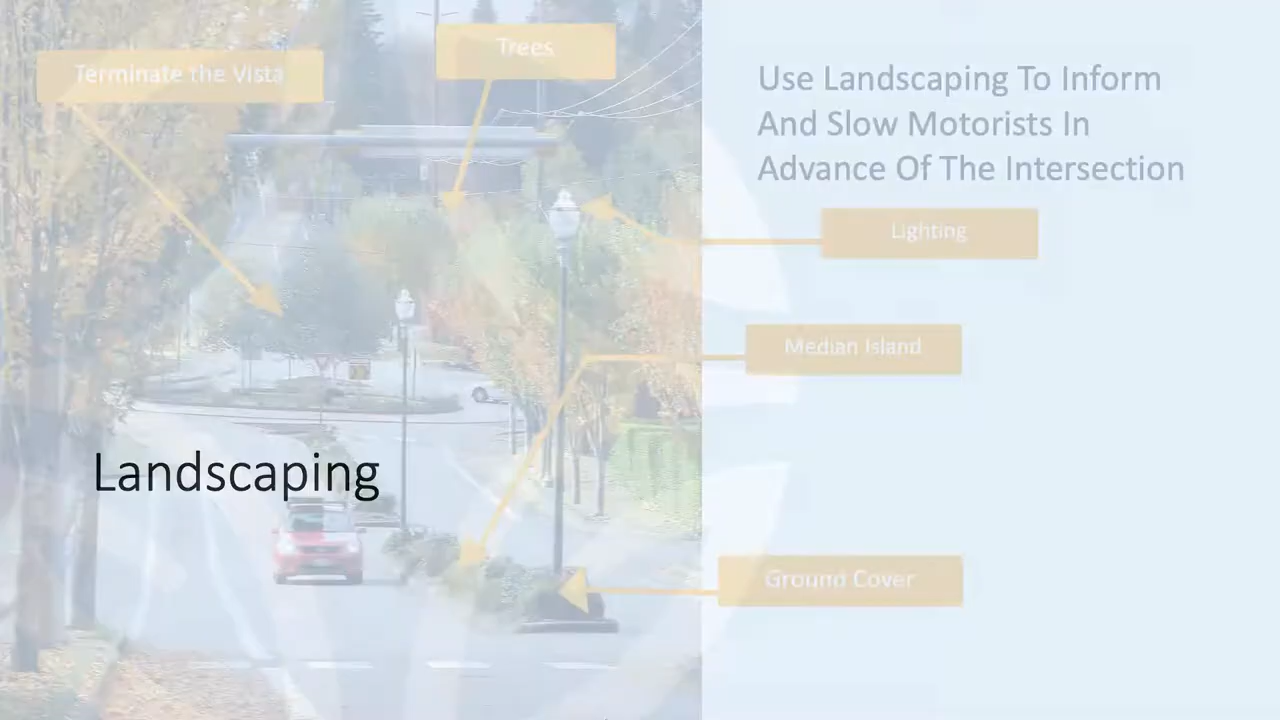 Terminate the Vista
Trees
Use Landscaping To Inform
And Slow Motorists In
Advance Of The Intersection
Lighting
Median Island
Landscaping
Ground Cover